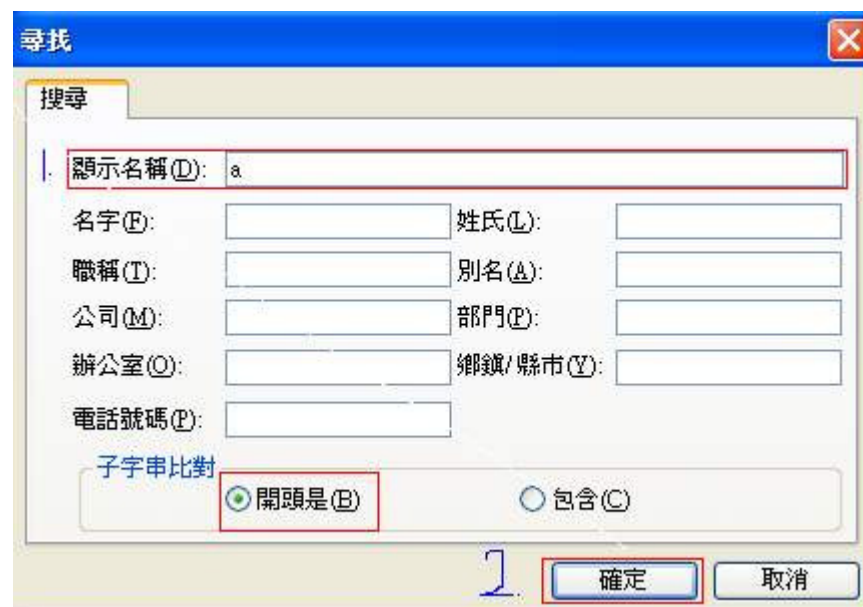 尋找
搜尋
1. 顯示名稱(D): a
名字(F): 姓氏(L):
職稱(T): 別名(A):
公司(M): 部門(P):
辦公室(O): 鄉鎮/縣市(Y):
電話號碼(P):
子字串比對
開頭是(B) 包含(C)
2. 確定 取消